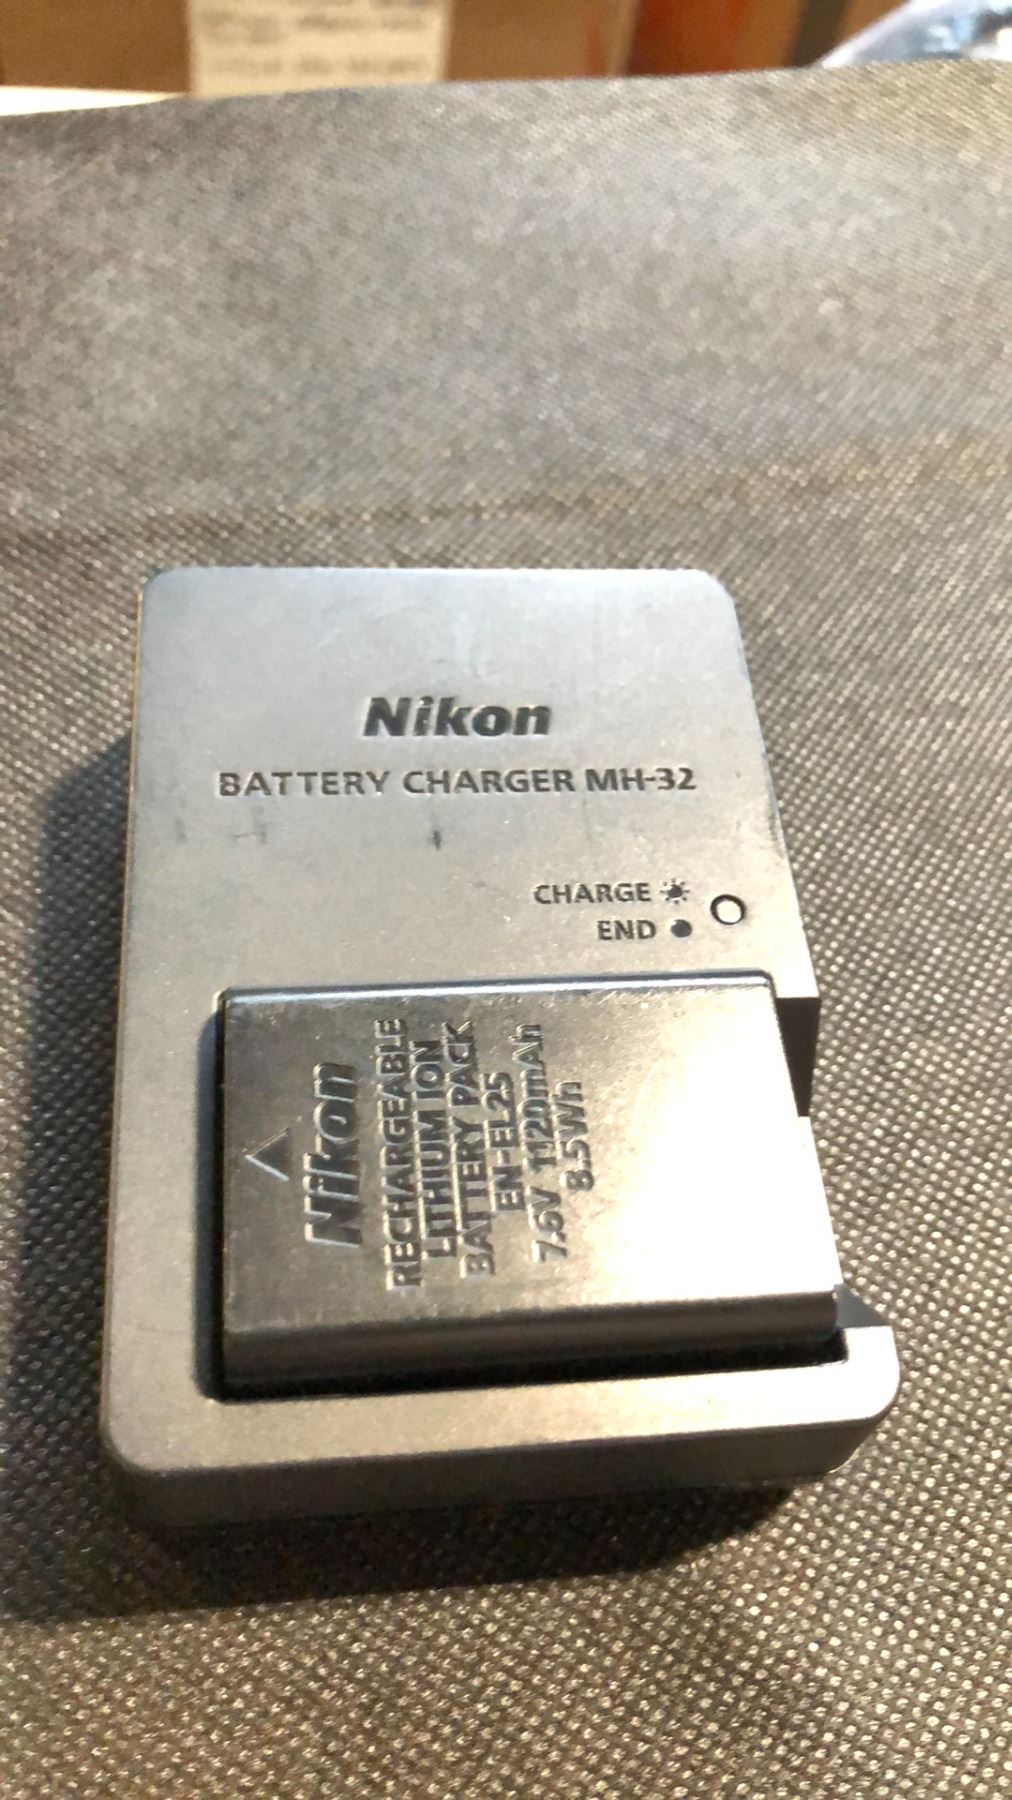 Nikon
BATTERY CHARGER MH-32
CHARGE
END
Nikon
RECHARGEABLE
LITHIUM ION
BATTERY PACK
EN-EL25
7.6V 1120mAh
8.5Wh